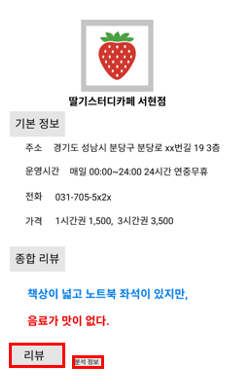 딸기스터디카페 서현점
기본 정보
주소 경기도 성남시 분당구 분당로 xx번길 19 3층
운영시간 매일 00:00~24:00 24시간 연중무휴
전화 031-705-5x2x
가격 1시간권 1,500, 3시간권 3,500
종합 리뷰
책상이 넓고 노트북 좌석이 있지만,
음료가 맛이 없다.
리뷰 분석 정보